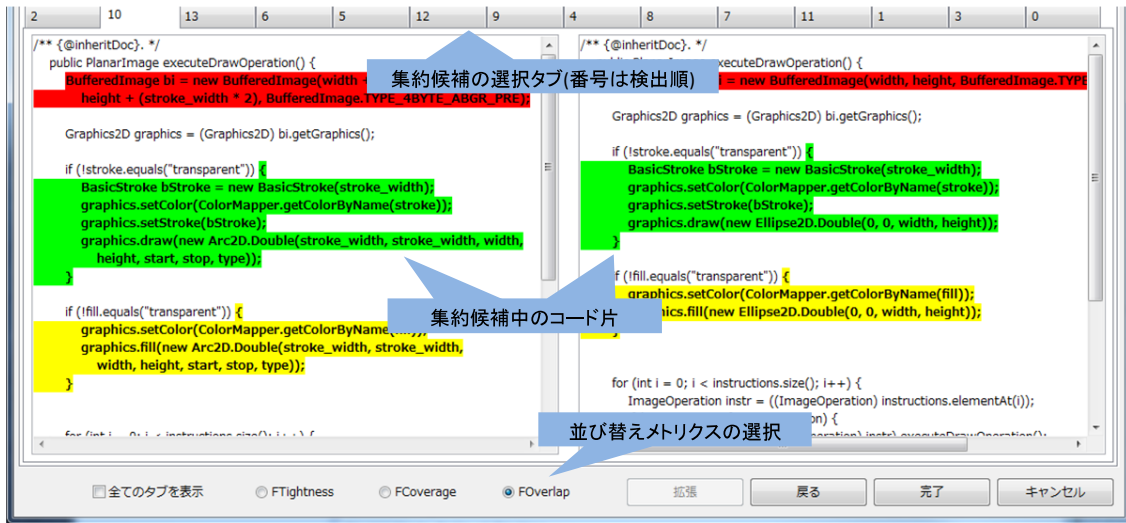 2 10 13 6 5 12 9 4 8 7 11 1 3 0
/** {@inheritDoc}. */
public PlanarImage executeDrawOperation() {
BufferedImage bi = new BufferedImage(width +
height + (stroke_width * 2), BufferedImage.TYPE_4BYTE_ABGR_PRE);
Graphics2D graphics = (Graphics2D) bi.getGraphics();
if (!stroke.equals("transparent")) {
BasicStroke bStroke = new BasicStroke(stroke_width);
graphics.setColor(ColorMapper.getColorByName(stroke));
graphics.setStroke(bStroke);
graphics.draw(new Arc2D.Double(stroke_width, stroke_width, width,
height, start, stop, type));
}
if (!fill.equals("transparent")) {
graphics.setColor(ColorMapper.getColorByName(
graphics.fill(new Arc2D.Double(stroke_width, stroke_width,
width, height, start, stop, type));
}
for (int i = 0; i < instructions.size(); i++) {
/** {@inheritDoc}. */
executeDrawOperation() {
= new BufferedImage(width, height, BufferedImage.TYPE
Graphics2D graphics = (Graphics2D) bi.getGraphics();
if (!stroke.equals("transparent")) {
BasicStroke bStroke = new BasicStroke(stroke_width);
graphics.setColor(ColorMapper.getColorByName(stroke));
graphics.setStroke(bStroke);
graphics.draw(new Ellipse2D.Double(0, 0, width, height));
}
if (!fill.equals("transparent")) {
graphics.setColor(ColorMapper.getColorByName(fill));
.fill(new Ellipse2D.Double(0, 0, width, height));
}
for (int i = 0; i < instructions.size(); i++) {
ImageOperation instr = ((ImageOperation) instructions.elementAt(i));
) {
instr).executeDrawOperation();
集約候補の選択タブ(番号は検出順)
集約候補中のコード片
並び替えメトリクスの選択
全てのタブを表示 FTightness FCoverage FOverlap 拡張 戻る 完了 キャンセル